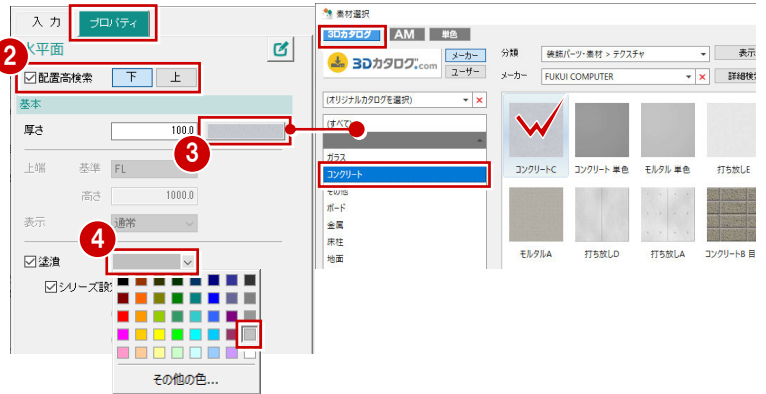 入 力 プロパティ
水平面
2
配置高検索 下 上
基本
厚さ 100.0
3
上端 基準 FL
高さ 1000.0
表示 通常
4
塗潰
シリーズ設
その他の色...
素材選択
3Dカタログ AM 単色
3Dカタログ.com
メーカー
ユーザー
分類 装飾パーツ・素材 > テクスチャ 表示
メーカー FUKUI COMPUTER 詳細検
(オリジナルカタログを選択)
(すべて)
ガラス
コンクリート
その他
ボード
金属
床柱
地面
コンクリートC コンクリート 単色 モルタル 単色 打ち放しE
モルタルA 打ち放しD 打ち放しA コンクリートB 目